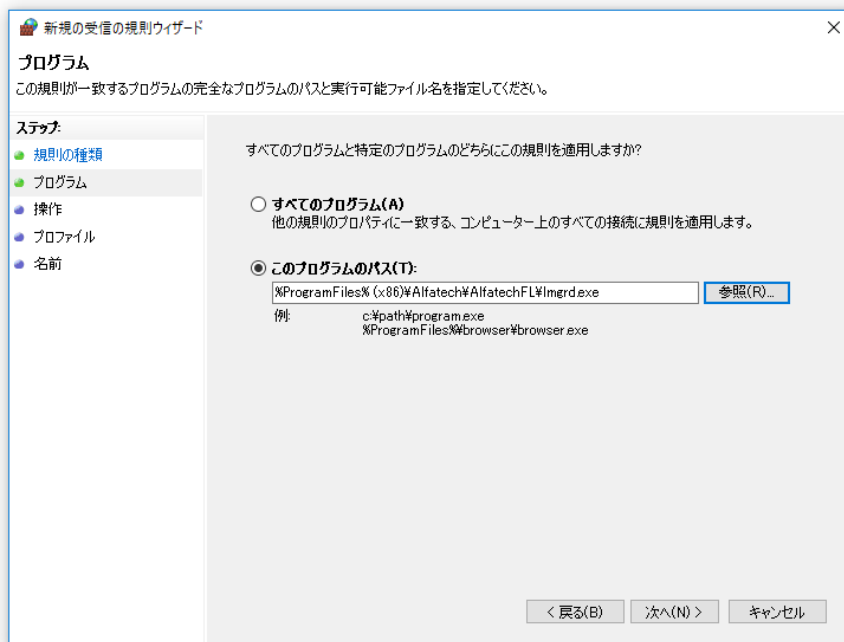 新規の受信の規則ウィザード
プログラム
この規則が一致するプログラムの完全なプログラムのパスと実行可能ファイル名を指定してください。
ステップ:
規則の種類
プログラム
操作
プロファイル
名前
すべてのプログラムと特定のプログラムのどちらにこの規則を適用しますか?
すべてのプログラム(A)
他の規則のプロパティに一致する、コンピューター上のすべての接続に規則を適用します。
このプログラムのパス(T):
%ProgramFiles% (x86)¥Alfatech¥AlfatechFL¥lmgrd.exe
参照(R)...
例: c:¥path¥program.exe
%ProgramFiles%¥browser¥browser.exe
< 戻る(B)
次へ(N) >
キャンセル